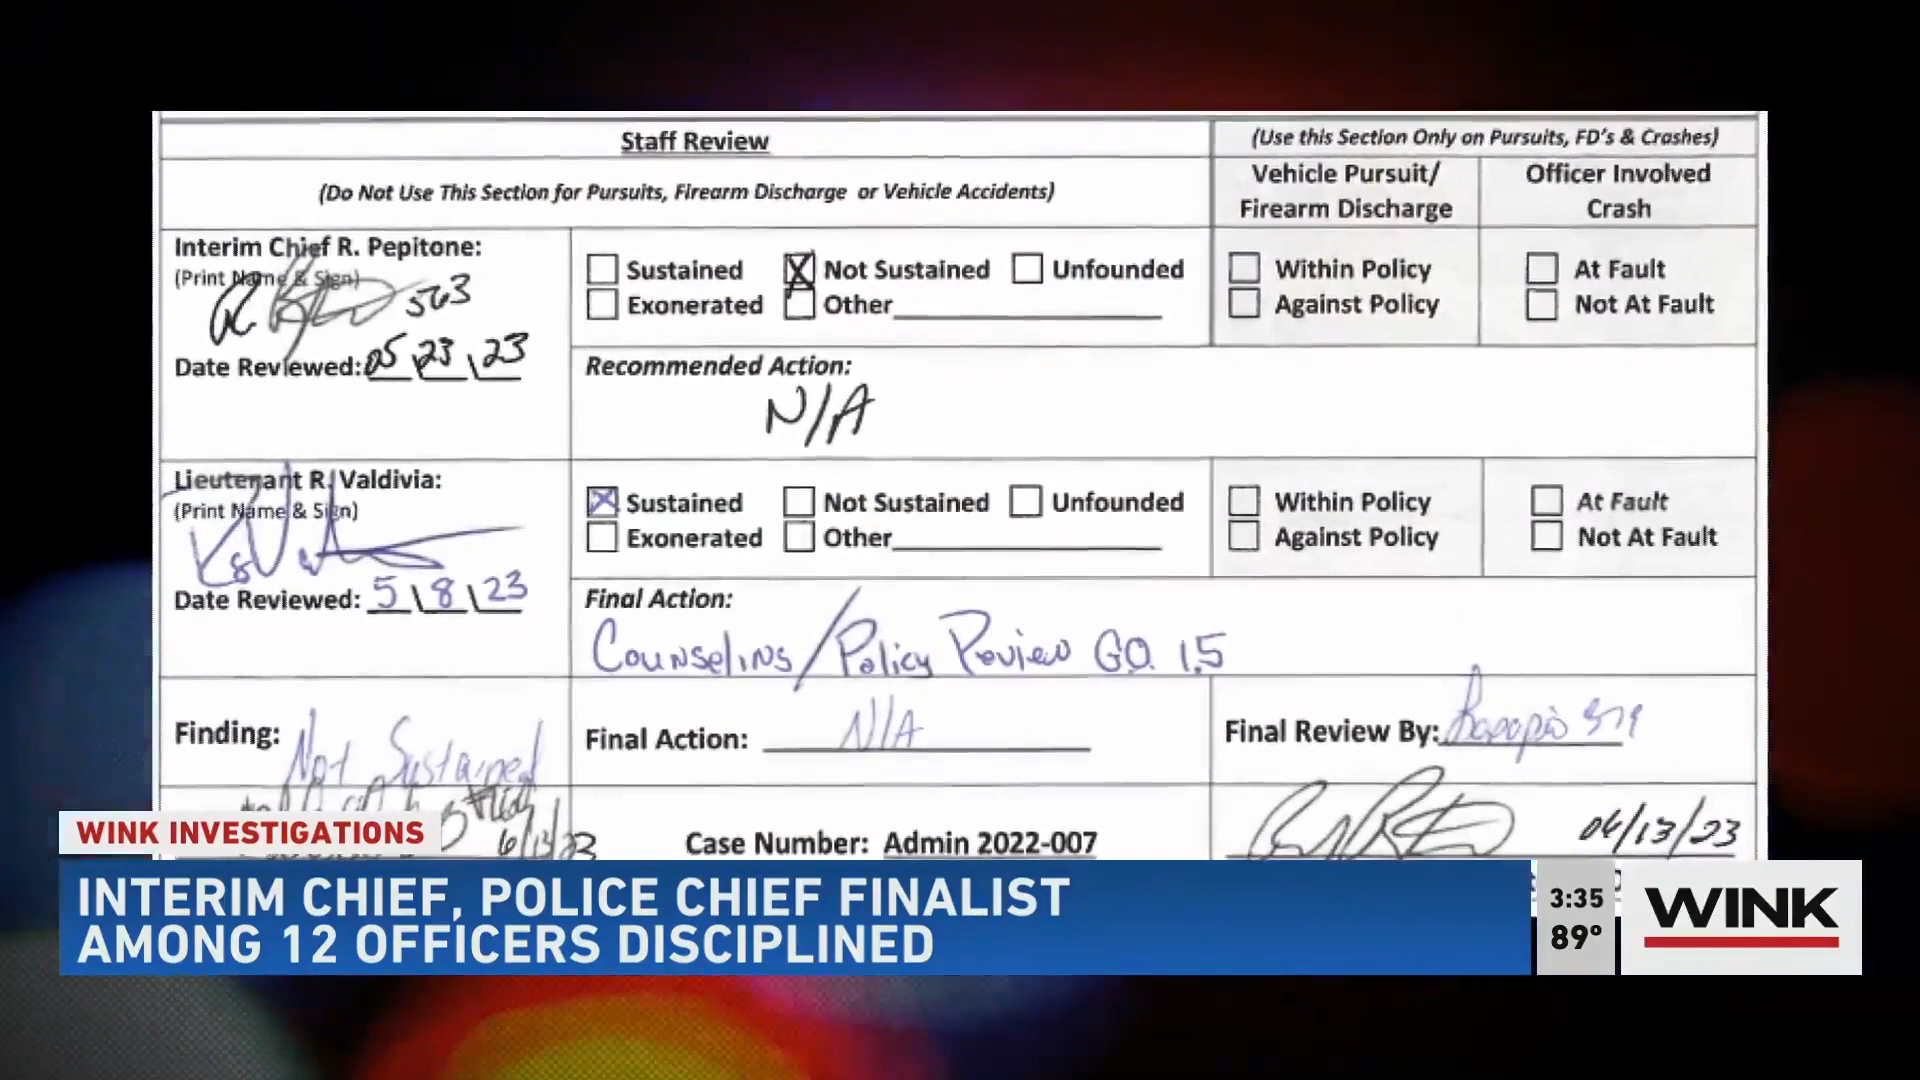 Staff Review
(Use this Section Only on Pursuits, FD's & Crashes)
(Do Not Use This Section for Pursuits, Firearm Discharge or Vehicle Accidents)
Vehicle Pursuit/
Firearm Discharge
Officer Involved
Crash
Interim Chief R. Pepitone:
(Print Name & Sign)
563
Date Reviewed: 05\23\23
Sustained Not Sustained Unfounded
Exonerated Other
Within Policy
Against Policy
At Fault
Not At Fault
Recommended Action:
N/A
Lieutenant R. Valdivia:
(Print Name & Sign)
Date Reviewed: 5\8\23
Sustained Not Sustained Unfounded
Exonerated Other
Within Policy
Against Policy
At Fault
Not At Fault
Final Action:
Counseling/Policy Review G.O. 1.5
Finding: Not Sustained
Final Action: N/A
Final Review By:
6/13/23
Case Number: Admin 2022-007
06/13/23
WINK INVESTIGATIONS
INTERIM CHIEF, POLICE CHIEF FINALIST
AMONG 12 OFFICERS DISCIPLINED
3:35
89°
WINK